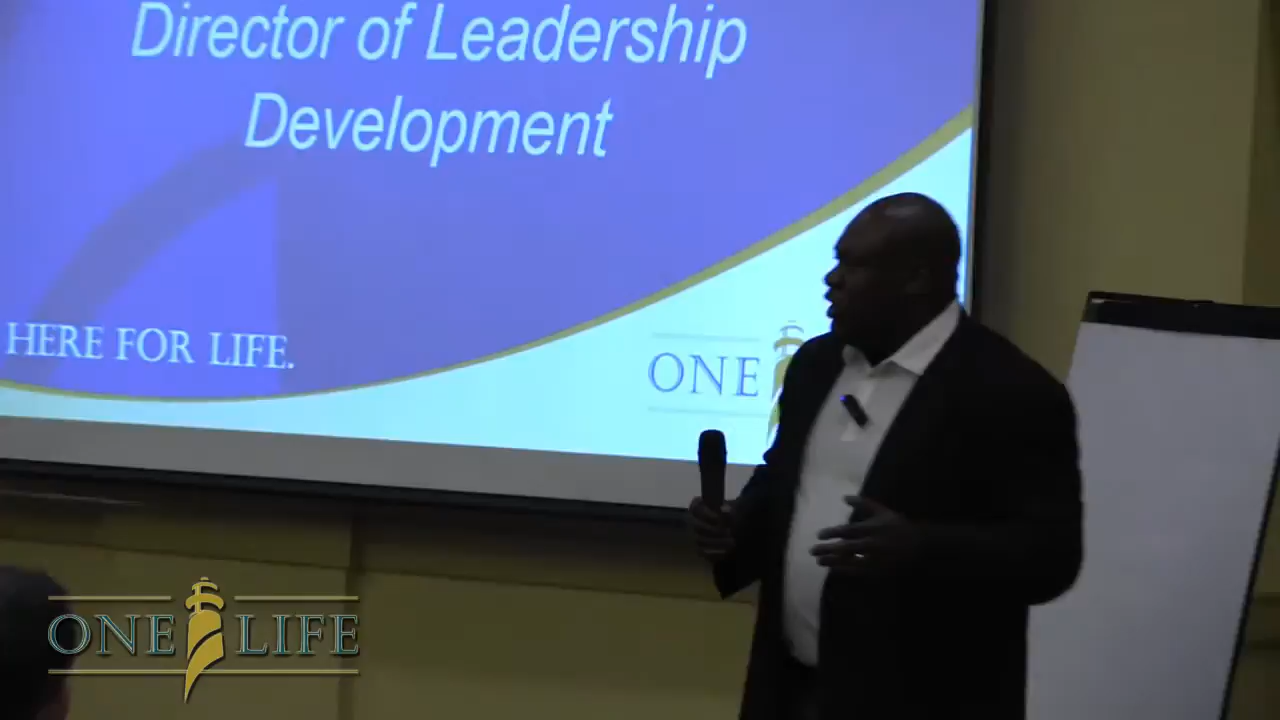 Director of Leadership
Development
HERE FOR LIFE.
ONE
ONE LIFE